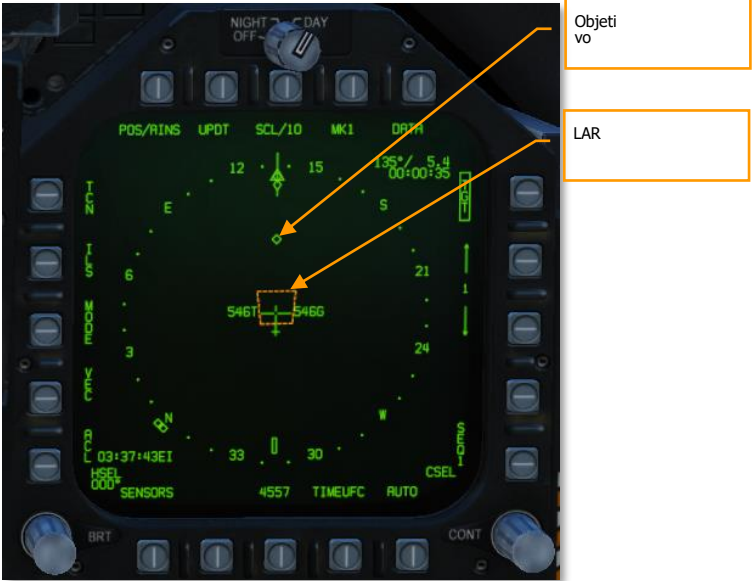 Objeti
vo
NIGHT DAY
OFF
LAR
POS/AINS UPDT SCL/10 MK1 DATA
135°/ 5.4
00:00:35
12 15
TCN
TGT
E S
ILS
6 21
1
546T 546G
MODE
3 24
VEC
N W
ACL
SEQ1
03:37:43EI 33 30
HSEL
000°
CSEL
SENSORS 4557 TIMEUFC AUTO
BRT CONT